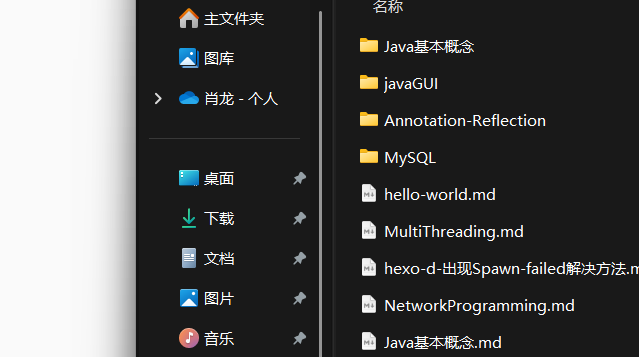 主文件夹
图库
肖龙 - 个人
桌面
下载
文档
图片
音乐
名称
Java基本概念
javaGUI
Annotation-Reflection
MySQL
hello-world.md
MultiThreading.md
hexo-d-出现Spawn-failed解决方法.m
NetworkProgramming.md
Java基本概念.md